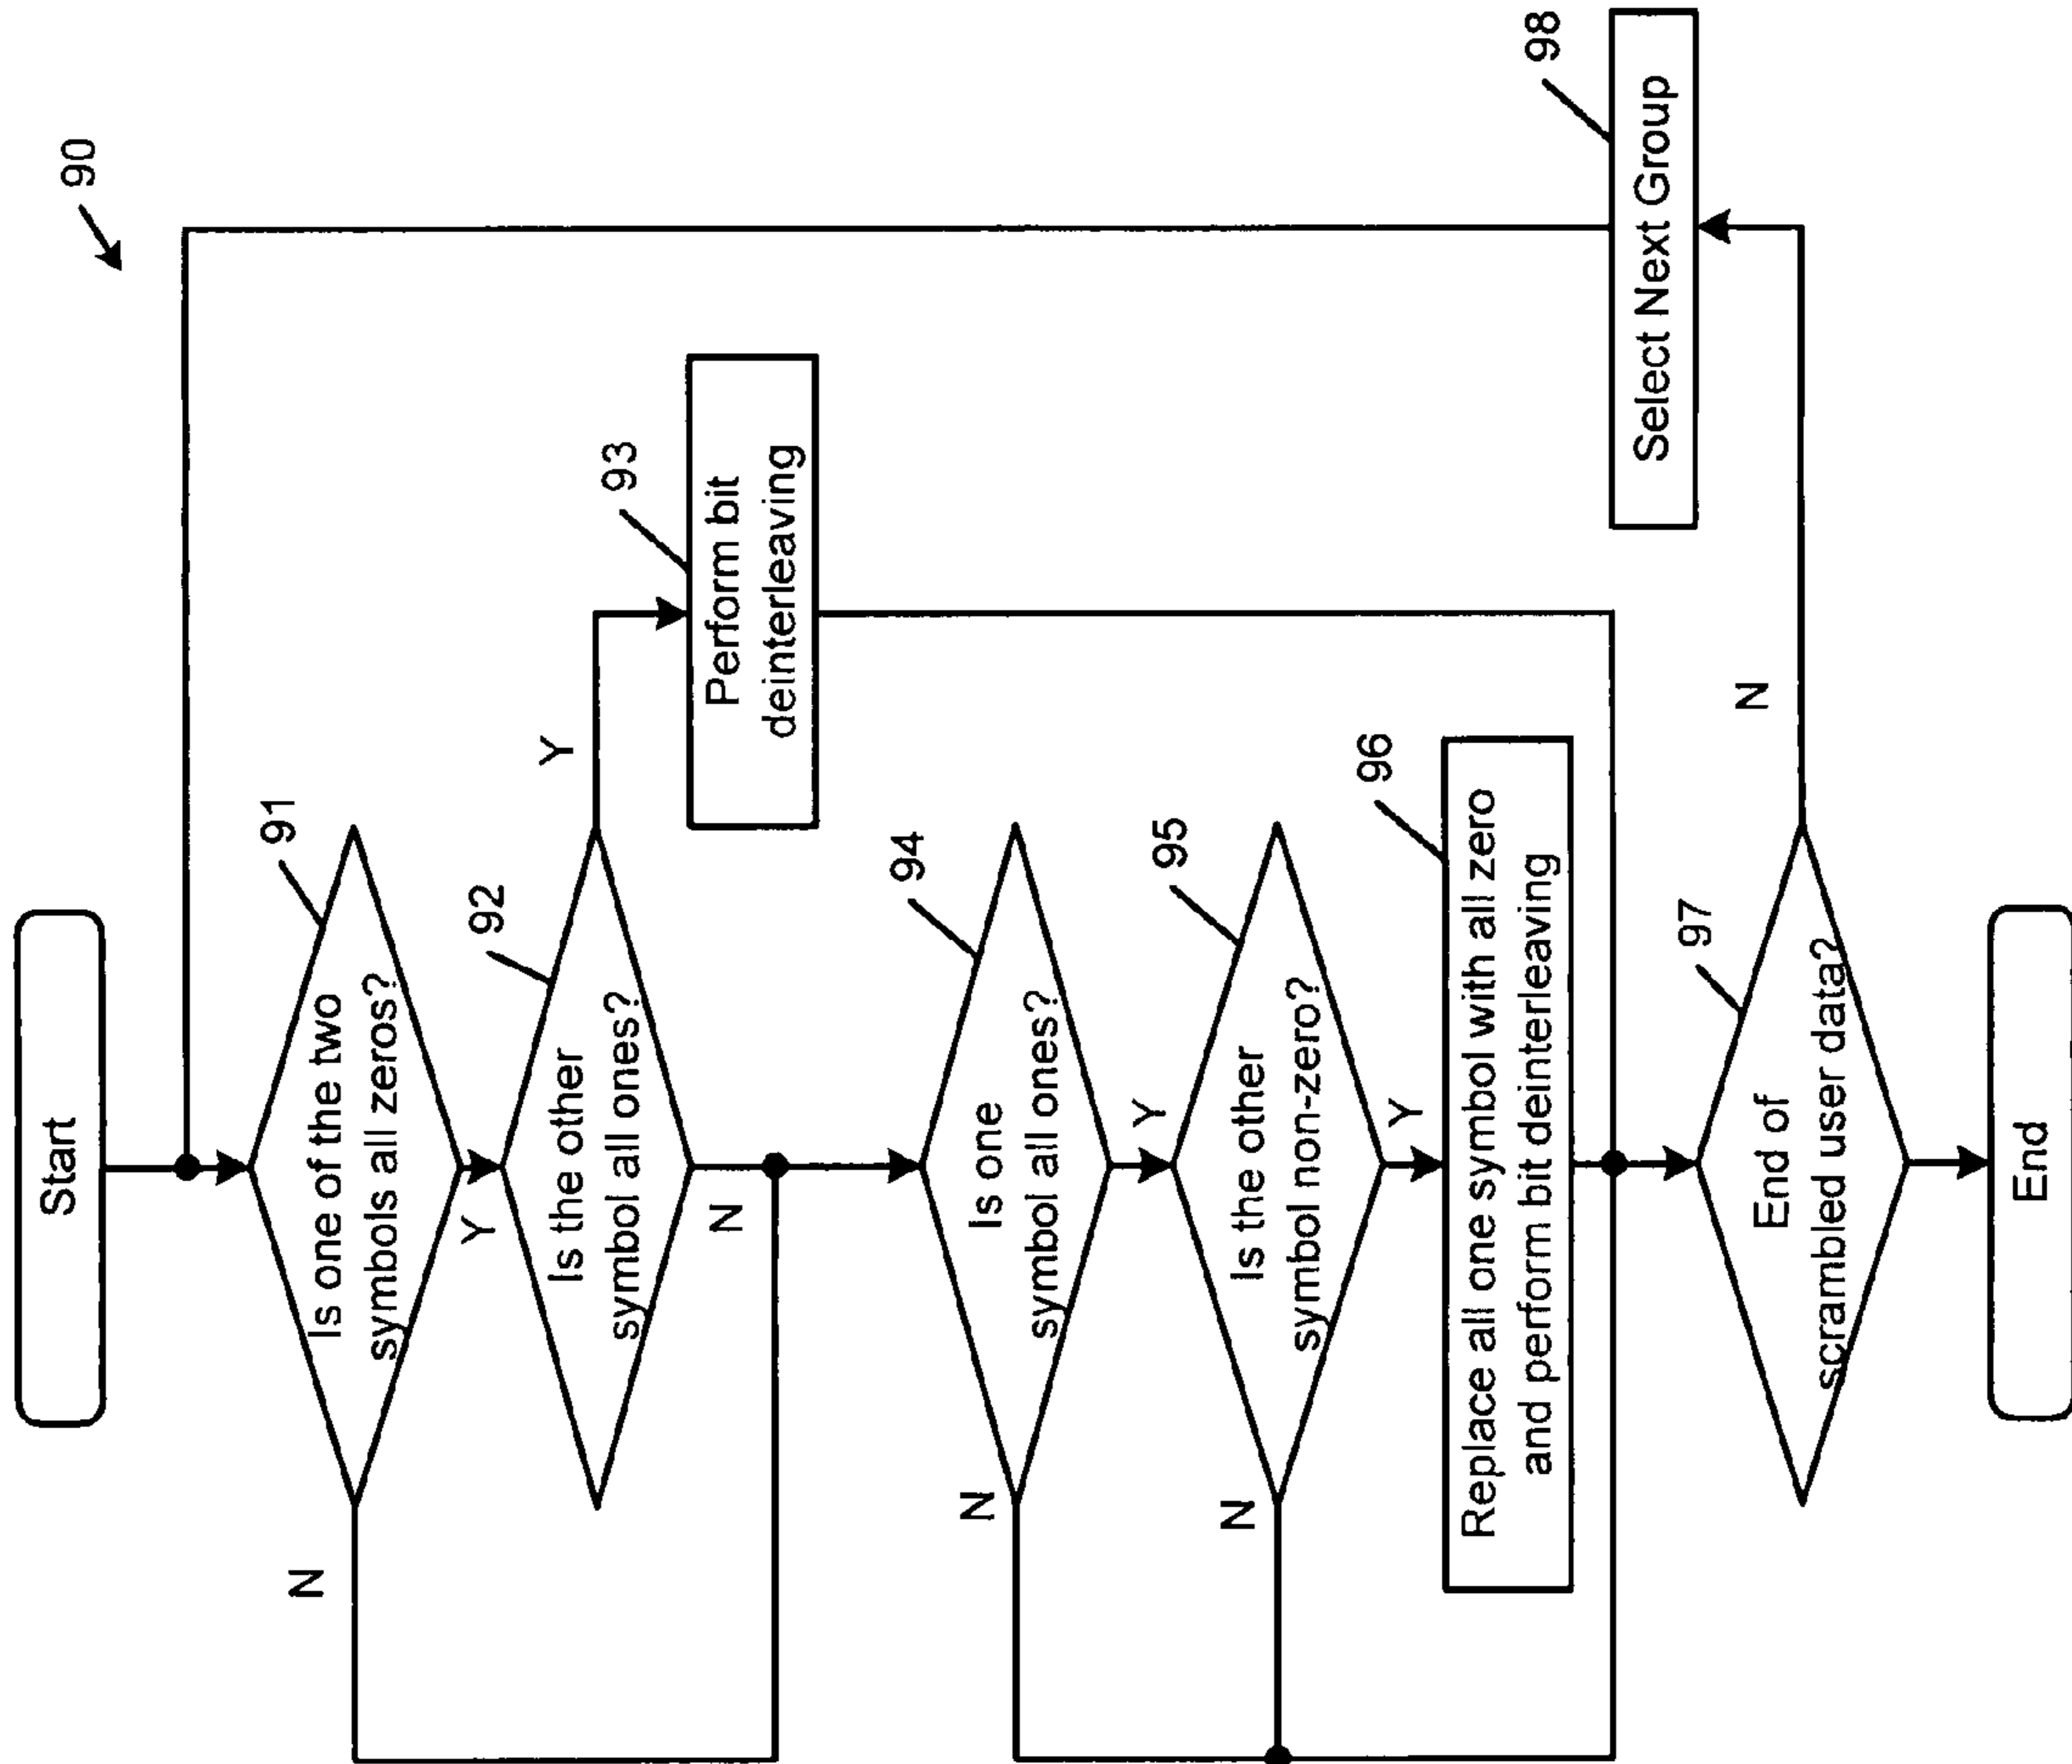 90
Start
91
Is one of the two
symbols all zeros?
N
Y
92
Is the other
symbol all ones?
Y
N
93
Perform bit
deinterleaving
94
Is one
symbol all ones?
N
Y
95
Is the other
symbol non-zero?
N
Y
96
Replace all one symbol with all zero
and perform bit deinterleaving
97
End of
scrambled user data?
N
98
Select Next Group
End